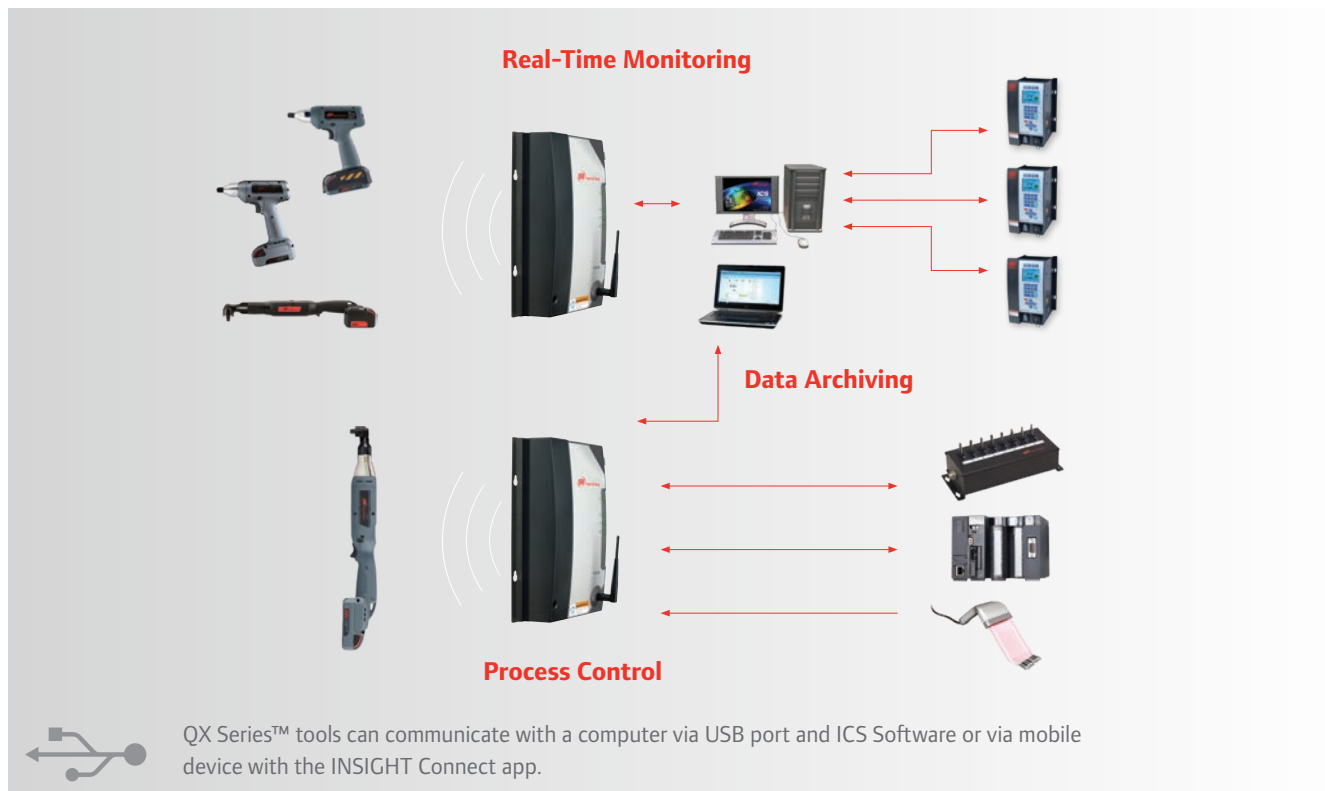 Real-Time Monitoring
ICS
Data Archiving
Process Control
QX Series™ tools can communicate with a computer via USB port and ICS Software or via mobile
device with the INSIGHT Connect app.